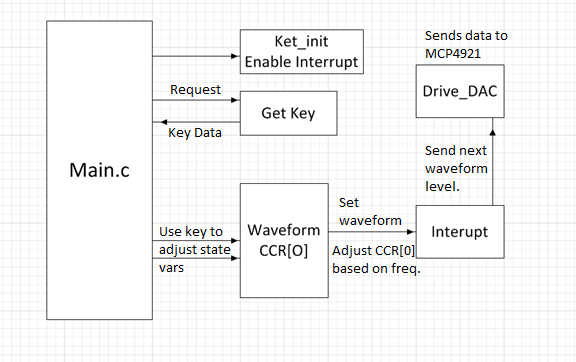 Main.c
Ket_init
Enable Interrupt
Request
Get Key
Key Data
Use key to
adjust state
vars
Waveform
CCR[O]
Set
waveform
Adjust CCR[0]
based on freq.
Interupt
Send next
waveform
level.
Drive_DAC
Sends data to
MCP4921